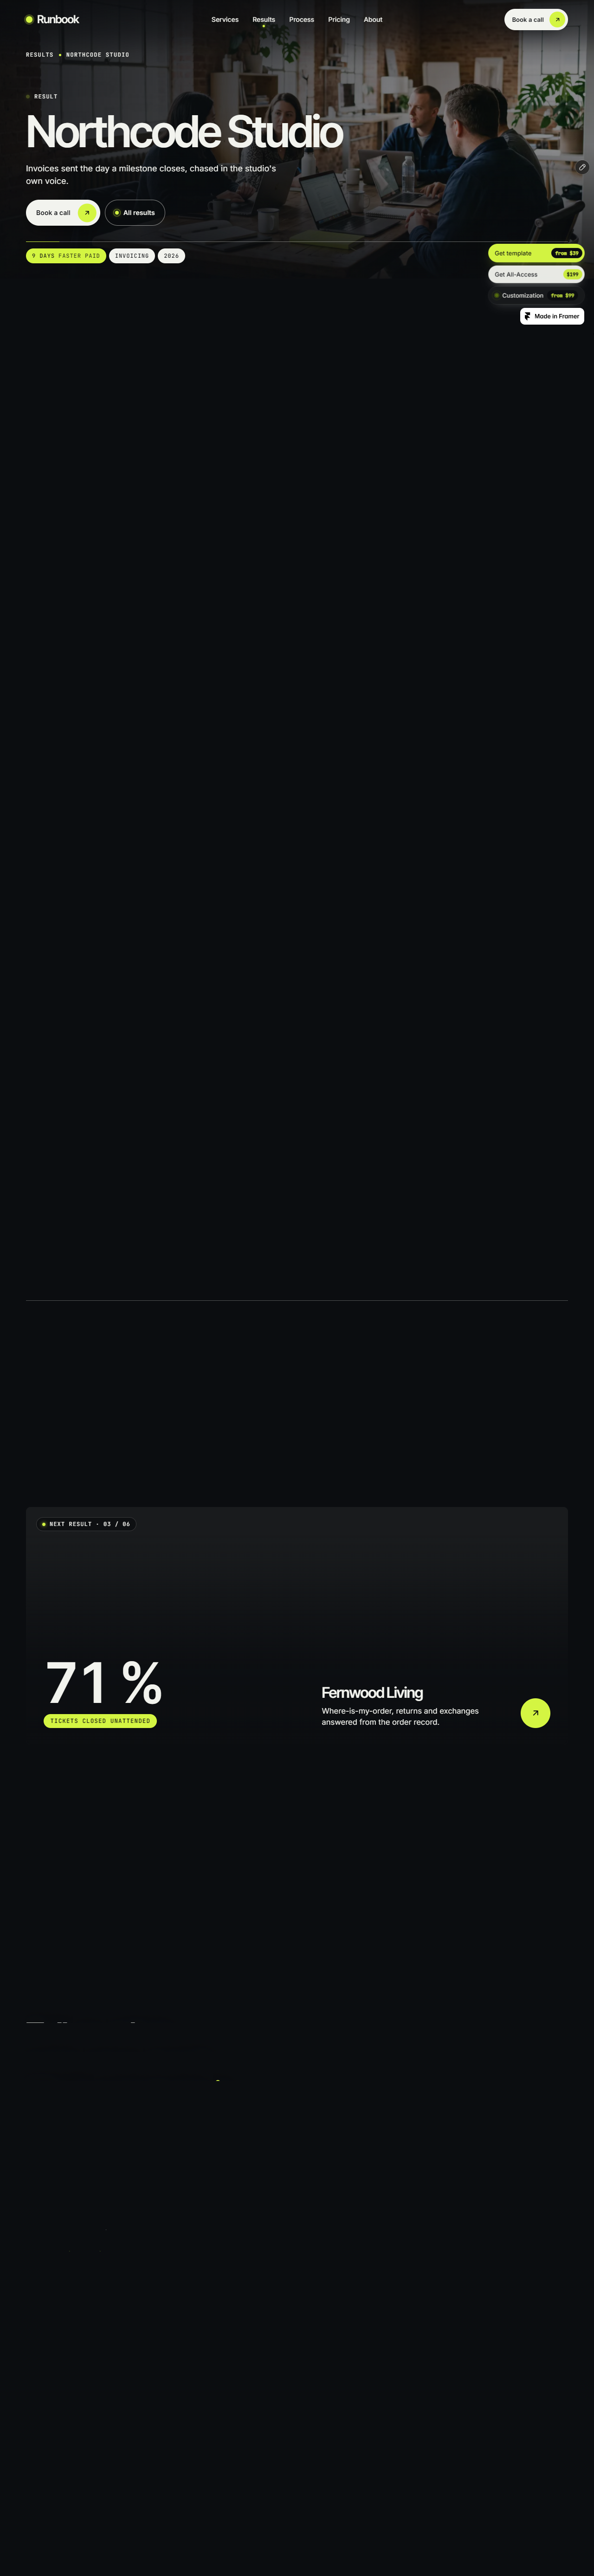 Runbook
Services
Results
Process
Pricing
About
Book a call
RESULTS • NORTHCODE STUDIO
RESULT
Northcode Studio
Invoices sent the day a milestone closes, chased in the studio's
own voice.
Book a call
All results
9 DAYS FASTER PAID
INVOICING
2026
Get template
from $39
Get All-Access
$199
Customization
from $99
Made in Framer
NEXT RESULT - 03 / 06
71 %
TICKETS CLOSED UNATTENDED
Fernwood Living
Where-is-my-order, returns and exchanges
answered from the order record.